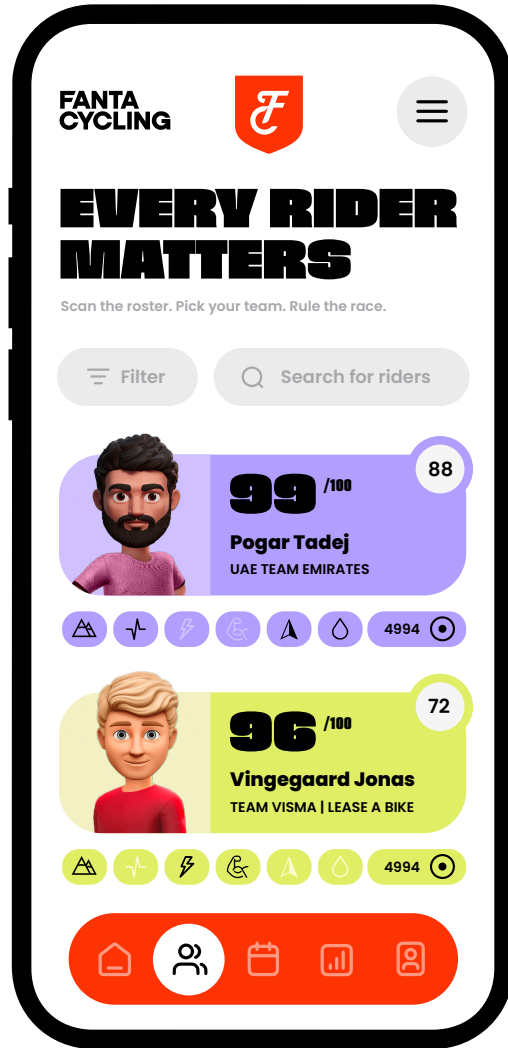 FANTA
CYCLING
F
EVERY RIDER
MATTERS
Scan the roster. Pick your team. Rule the race.
Filter
Search for riders
88
99 /100
Pogar Tadej
UAE TEAM EMIRATES
4994
72
96 /100
Vingegaard Jonas
TEAM VISMA | LEASE A BIKE
4994